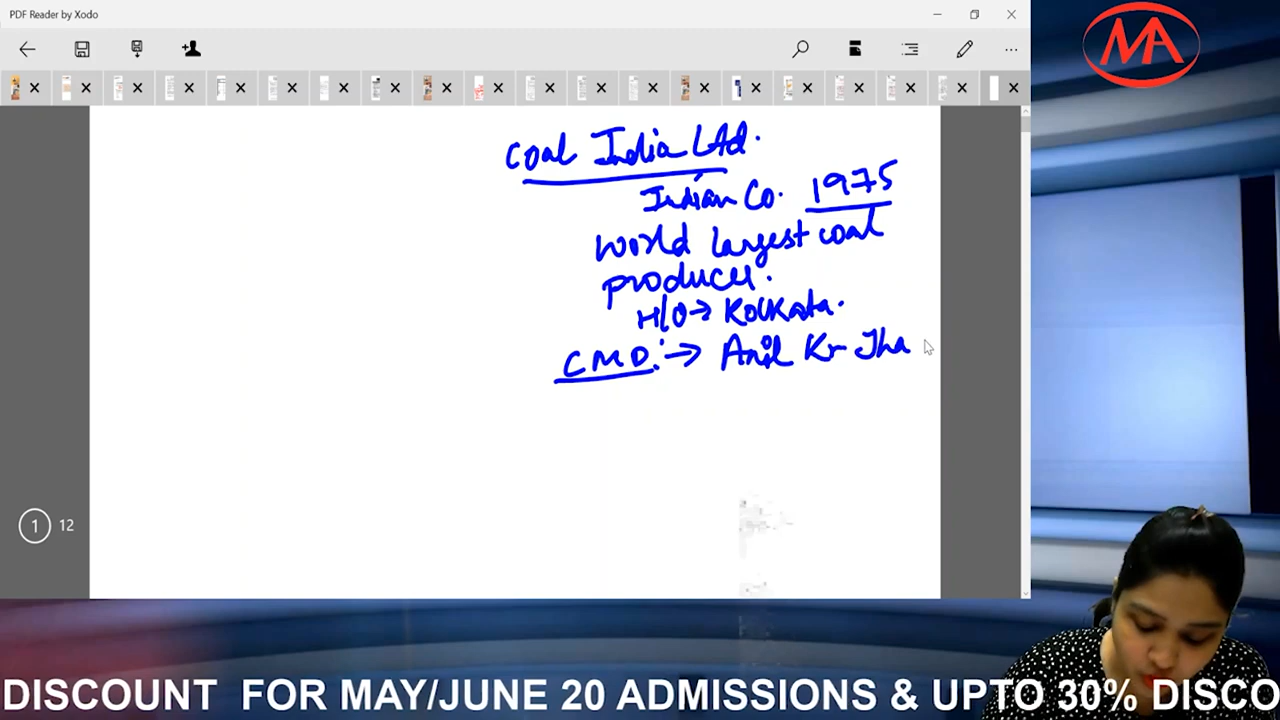 PDF Reader by Xodo
MA
Coal India Ltd.
Indian Co. 1975
World largest coal
producer.
H/O → Kolkata.
CMD: → Anil Kr Jha
1 12
DISCOUNT FOR MAY/JUNE 20 ADMISSIONS & UPTO 30% DISCO